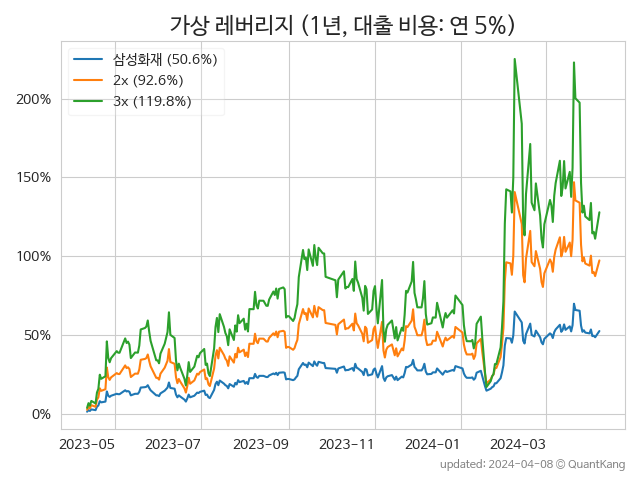 가상 레버리지 (1년, 대출 비용: 연 5%)
삼성화재 (50.6%)
2x (92.6%)
3x (119.8%)
200%
150%
100%
50%
0%
2023-05 2023-07 2023-09 2023-11 2024-01 2024-03
updated: 2024-04-08 © QuantKang